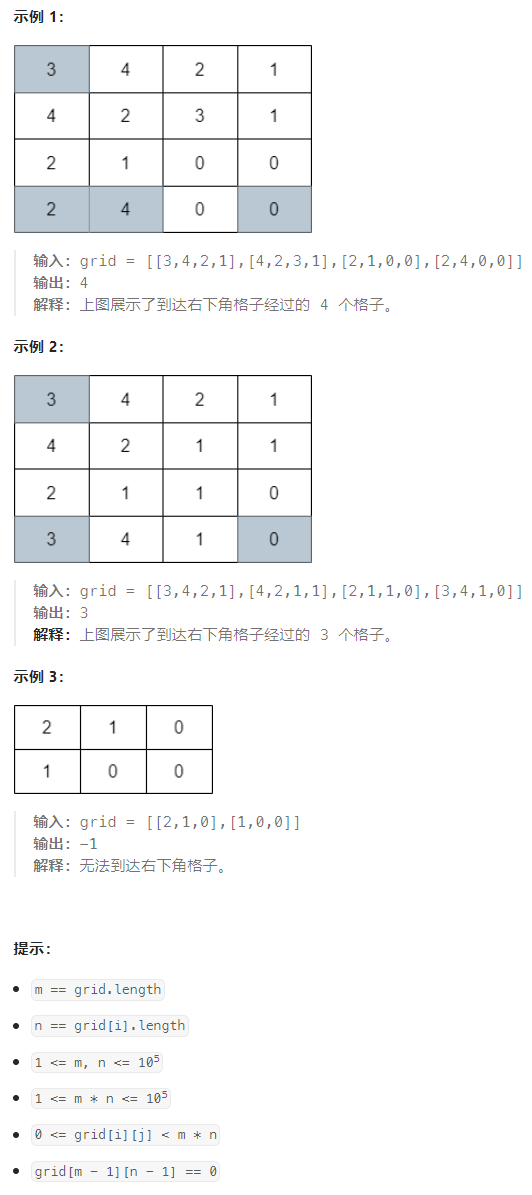 示例 1：
3 4 2 1
4 2 3 1
2 1 0 0
2 4 0 0
输入：grid = [[3,4,2,1],[4,2,3,1],[2,1,0,0],[2,4,0,0]]
输出：4
解释：上图展示了到达右下角格子经过的 4 个格子。
示例 2：
3 4 2 1
4 2 1 1
2 1 1 0
3 4 1 0
输入：grid = [[3,4,2,1],[4,2,1,1],[2,1,1,0],[3,4,1,0]]
输出：3
解释：上图展示了到达右下角格子经过的 3 个格子。
示例 3：
2 1 0
1 0 0
输入：grid = [[2,1,0],[1,0,0]]
输出：-1
解释：无法到达右下角格子。
提示：
• m == grid.length
• n == grid[i].length
• 1 <= m, n <= 10⁵
• 1 <= m * n <= 10⁵
• 0 <= grid[i][j] < m * n
• grid[m - 1][n - 1] == 0